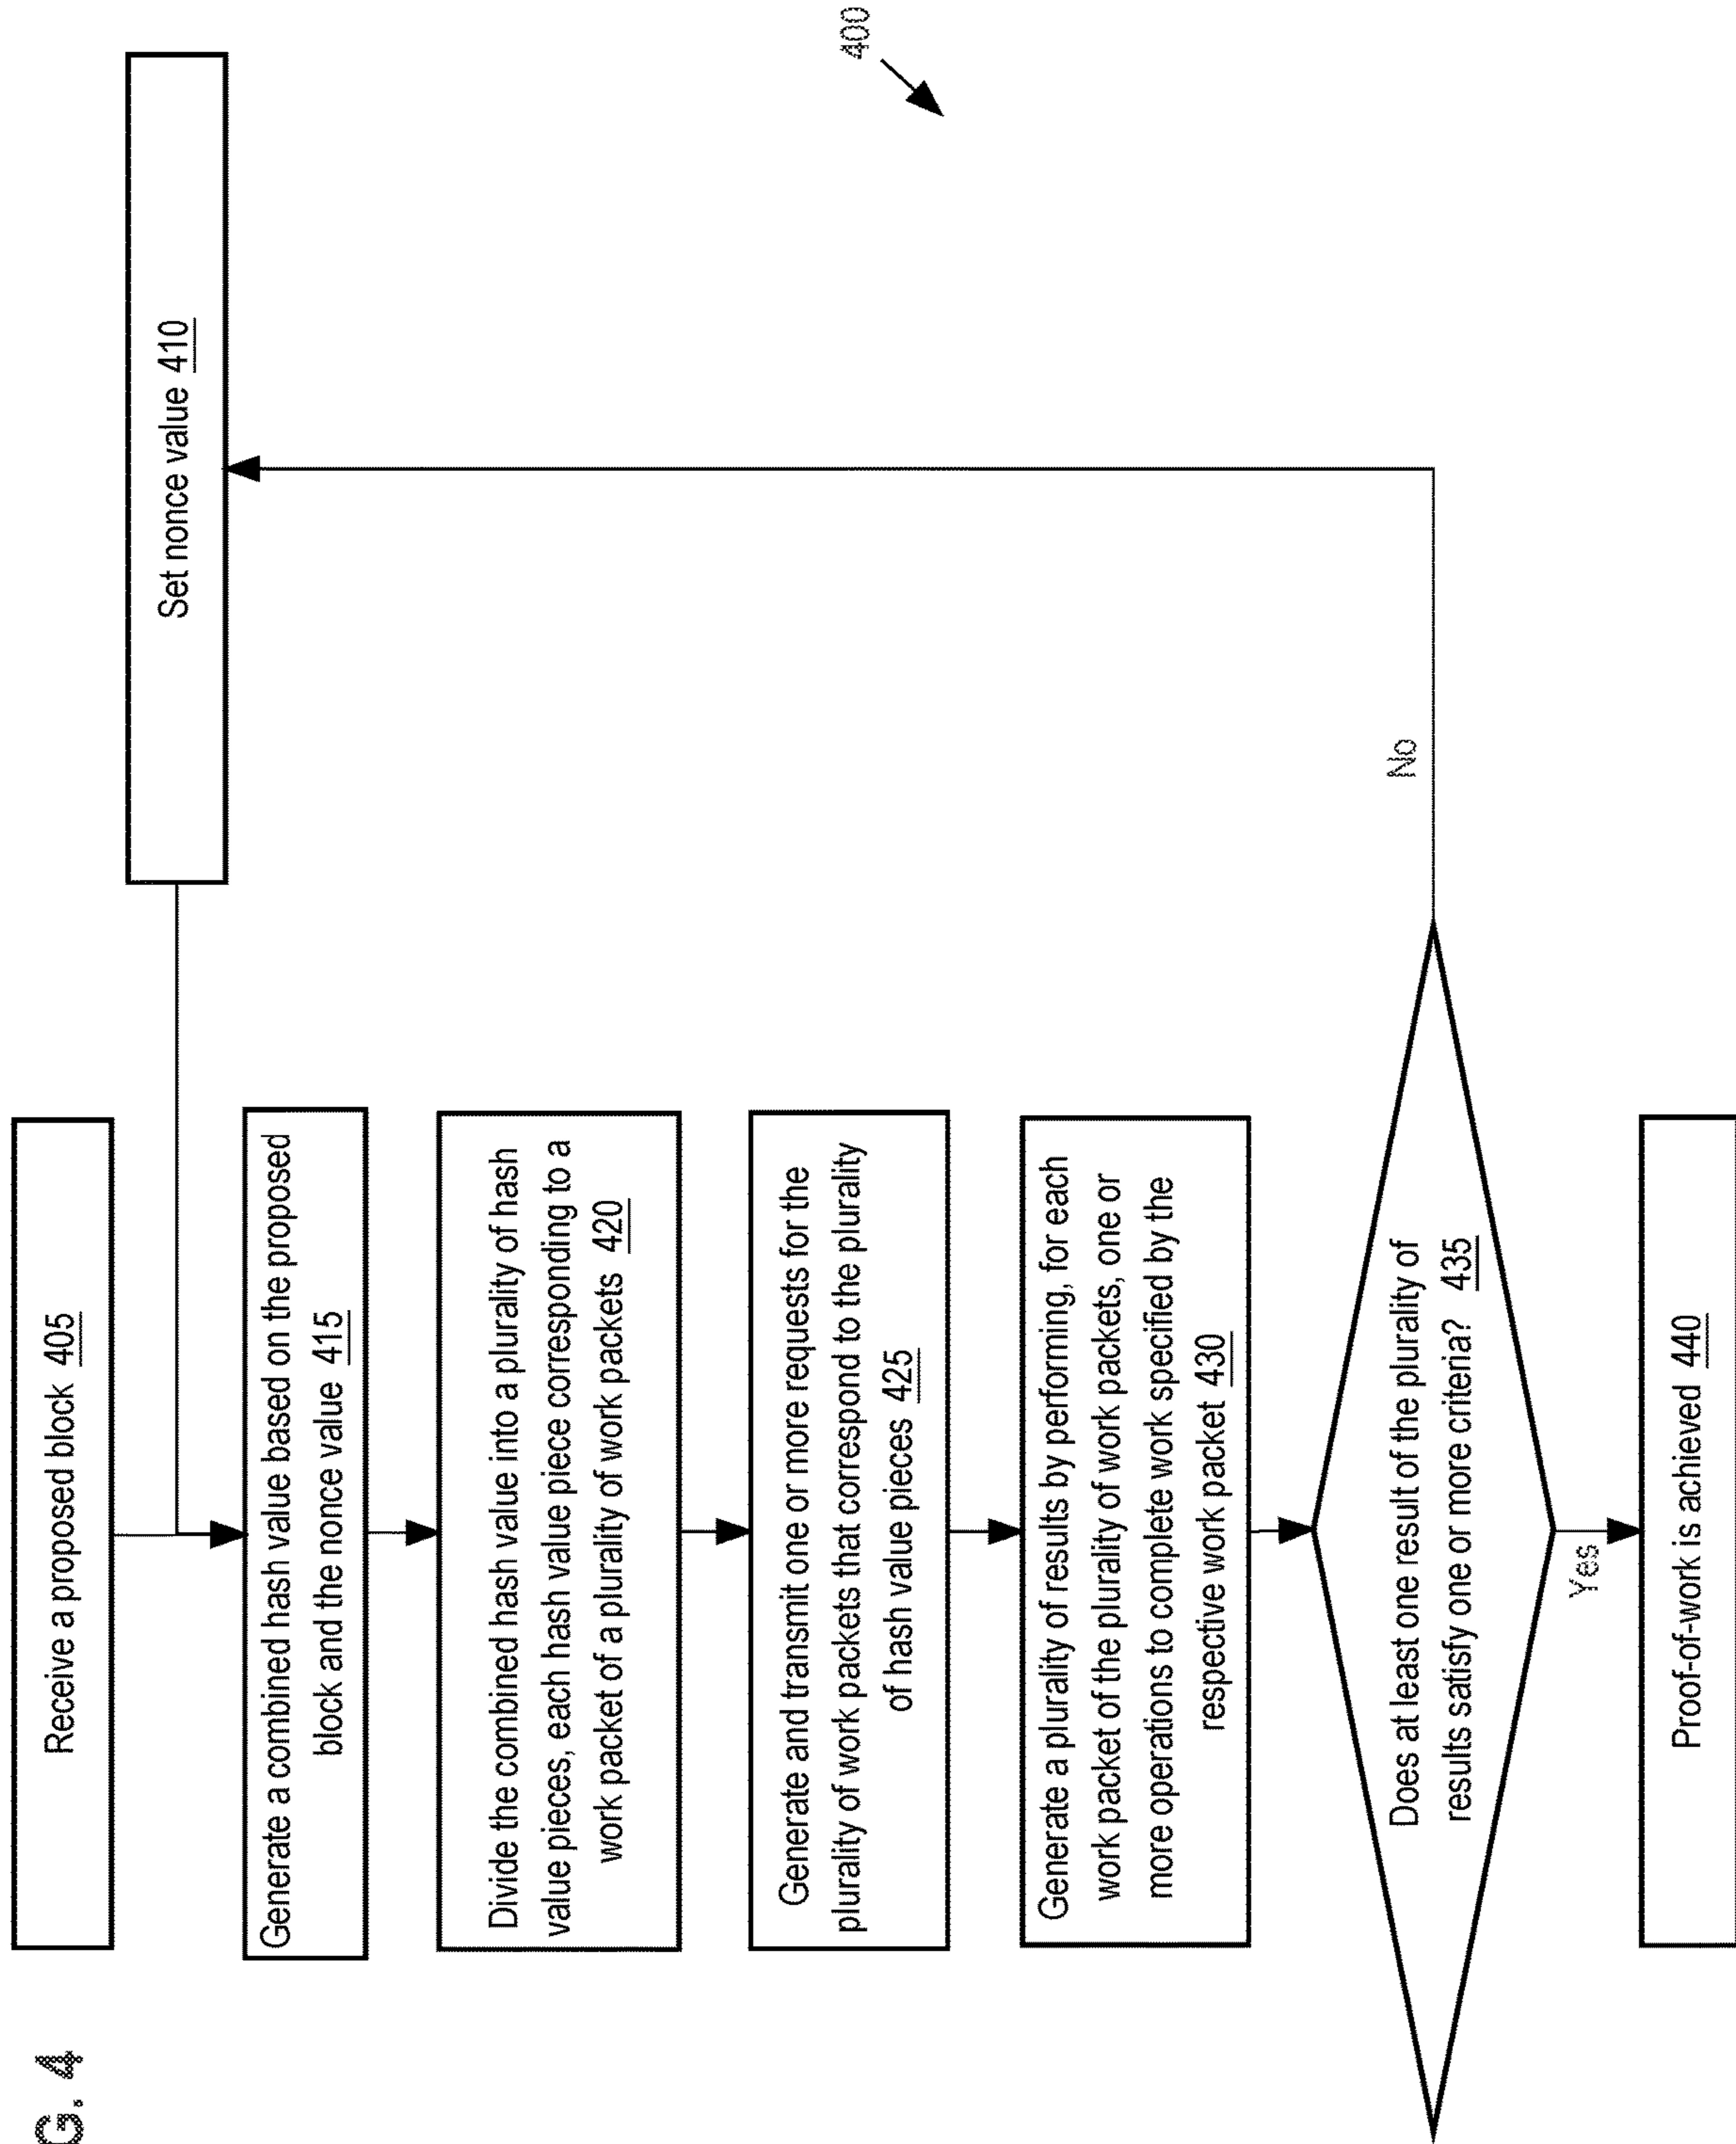 G. 4
Receive a proposed block 405
Set nonce value 410
Generate a combined hash value based on the proposed
block and the nonce value 415
Divide the combined hash value into a plurality of hash
value pieces, each hash value piece corresponding to a
work packet of a plurality of work packets 420
Generate and transmit one or more requests for the
plurality of work packets that correspond to the plurality
of hash value pieces 425
Generate a plurality of results by performing, for each
work packet of the plurality of work packets, one or
more operations to complete work specified by the
respective work packet 430
Does at least one result of the plurality of
results satisfy one or more criteria? 435
No
Yes
Proof-of-work is achieved 440
400